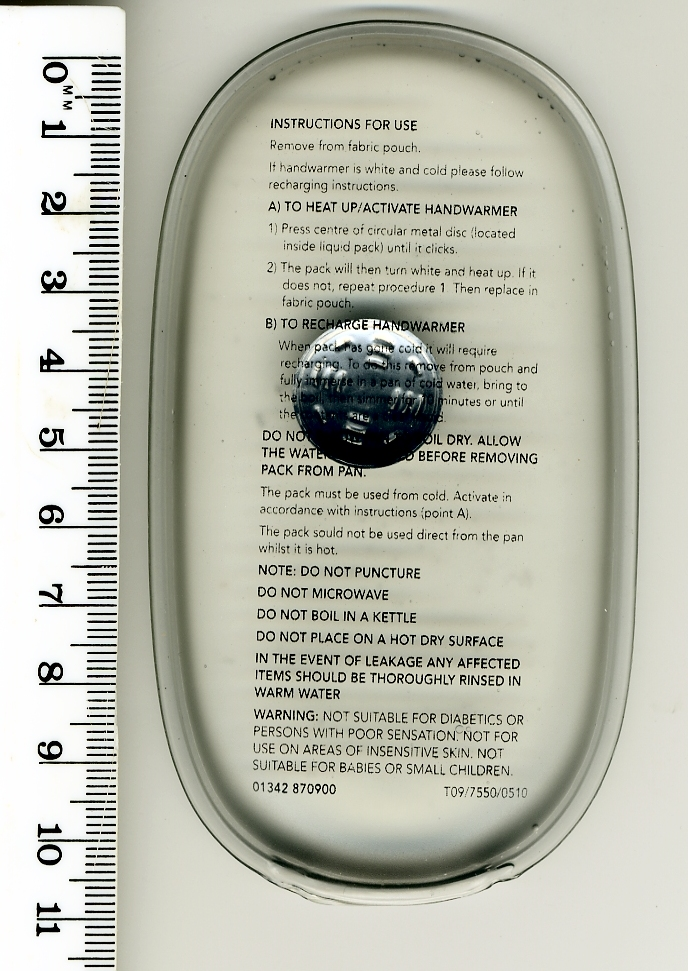 0
MM
1
2
3
4
5
6
7
8
9
10
11
INSTRUCTIONS FOR USE
Remove from fabric pouch.
If handwarmer is white and cold please follow
recharging instructions.
A) TO HEAT UP/ACTIVATE HANDWARMER
1) Press centre of circular metal disc (located
inside liquid pack) until it clicks.
2) The pack will then turn white and heat up. If it
does not, repeat procedure 1. Then replace in
fabric pouch.
B) TO RECHARGE HANDWARMER
When pack has gone cold it will require
recharging. To do this remove from pouch and
fully immerse in a pan of cold water, bring to
the boil, then simmer for 10 minutes or until
the are
DO NOT OIL DRY. ALLOW
THE WATER BEFORE REMOVING
PACK FROM PAN.
The pack must be used from cold. Activate in
accordance with instructions (point A).
The pack sould not be used direct from the pan
whilst it is hot.
NOTE: DO NOT PUNCTURE
DO NOT MICROWAVE
DO NOT BOIL IN A KETTLE
DO NOT PLACE ON A HOT DRY SURFACE
IN THE EVENT OF LEAKAGE ANY AFFECTED
ITEMS SHOULD BE THOROUGHLY RINSED IN
WARM WATER
WARNING: NOT SUITABLE FOR DIABETICS OR
PERSONS WITH POOR SENSATION. NOT FOR
USE ON AREAS OF INSENSITIVE SKIN. NOT
SUITABLE FOR BABIES OR SMALL CHILDREN.
01342 870900 T09/7550/0510